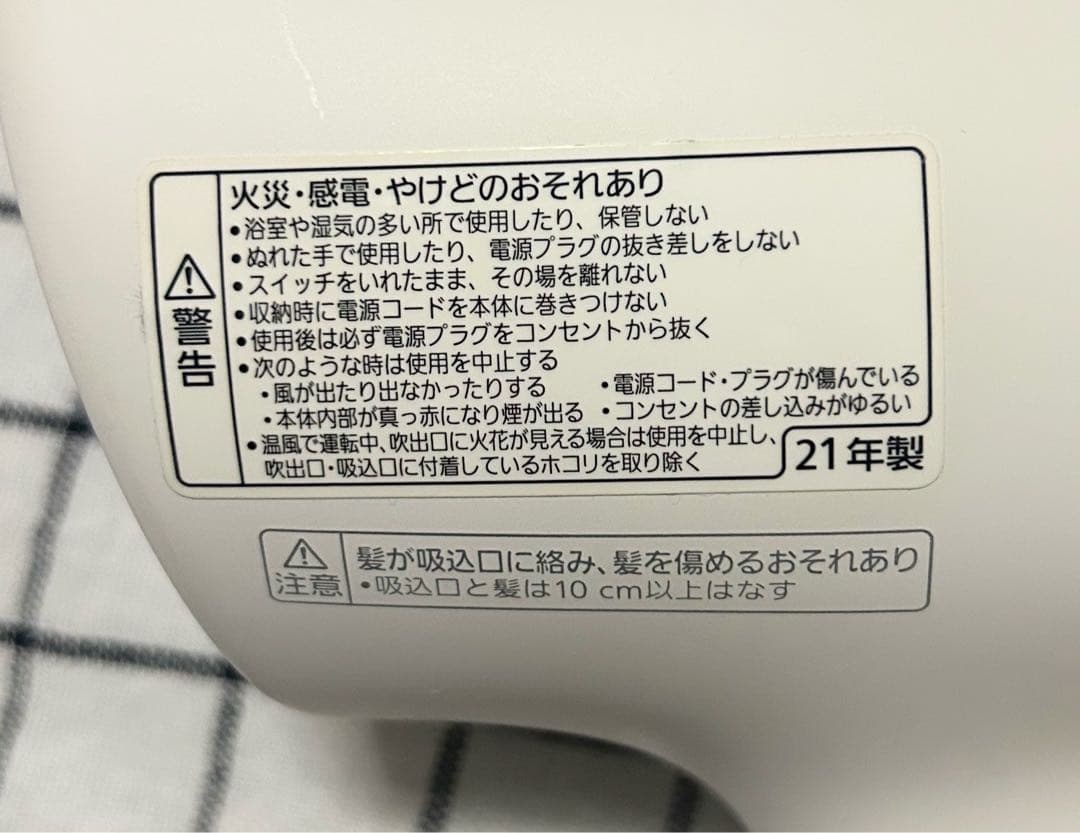 警告
火災・感電・やけどのおそれあり
•浴室や湿気の多い所で使用したり、保管しない
•ぬれた手で使用したり、電源プラグの抜き差しをしない
•スイッチをいれたまま、その場を離れない
•収納時に電源コードを本体に巻きつけない
•使用後は必ず電源プラグをコンセントから抜く
•次のような時は使用を中止する
・風が出たり出なかったりする
・本体内部が真っ赤になり煙が出る
•電源コード・プラグが傷んでいる
•コンセントの差し込みがゆるい
•温風で運転中、吹出口に火花が見える場合は使用を中止し、
吹出口・吸込口に付着しているホコリを取り除く
21年製
注意
髪が吸込口に絡み、髪を傷めるおそれあり
•吸込口と髪は10 cm以上はなす